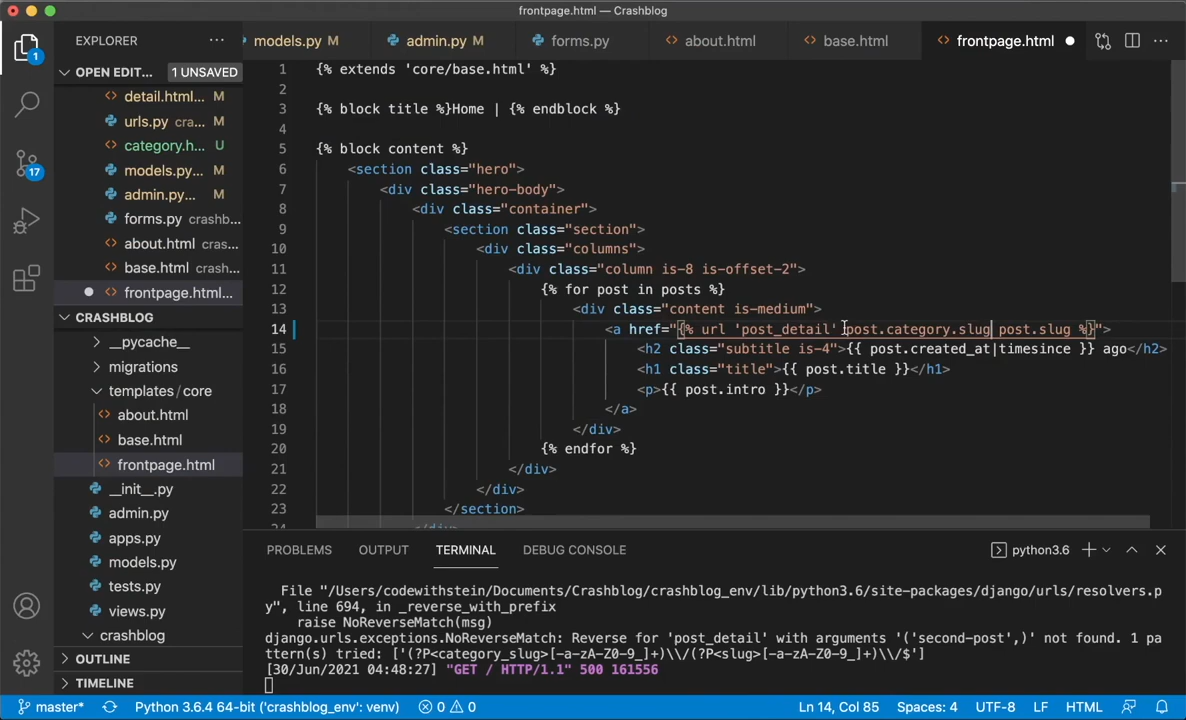 frontpage.html — Crashblog
EXPLORER
models.py M
admin.py M
forms.py
about.html
base.html
frontpage.html
1
OPEN EDIT...
1 UNSAVED
detail.html... M
urls.py cra... M
category.h... U
models.py... M
17
admin.py... M
forms.py crashb...
about.html cras...
base.html crash...
frontpage.html...
CRASHBLOG
__pycache__
migrations
templates/core
about.html
base.html
frontpage.html
__init__.py
admin.py
apps.py
models.py
tests.py
views.py
crashblog
OUTLINE
TIMELINE
1 {% extends 'core/base.html' %}
2
3 {% block title %}Home | {% endblock %}
4
5 {% block content %}
6 <section class="hero">
7 <div class="hero-body">
8 <div class="container">
9 <section class="section">
10 <div class="columns">
11 <div class="column is-8 is-offset-2">
12 {% for post in posts %}
13 <div class="content is-medium">
14 <a href="{% url 'post_detail' post.category.slug post.slug %}">
15 <h2 class="subtitle is-4">{{ post.created_at|timesince }} ago</h2>
16 <h1 class="title">{{ post.title }}</h1>
17 <p>{{ post.intro }}</p>
18 </a>
19 </div>
20 {% endfor %}
21 </div>
22 </div>
23 </section>
24 </div>
PROBLEMS OUTPUT TERMINAL DEBUG CONSOLE
python3.6
File "/Users/codewithstein/Documents/Crashblog/crashblog_env/lib/python3.6/site-packages/django/urls/resolvers.p
y", line 694, in _reverse_with_prefix
raise NoReverseMatch(msg)
django.urls.exceptions.NoReverseMatch: Reverse for 'post_detail' with arguments '('second-post',)' not found. 1 pa
ttern(s) tried: ['(?P<category_slug>[-a-zA-Z0-9_]+)\\/(?P<slug>[-a-zA-Z0-9_]+)\\/$']
[30/Jun/2021 04:48:27] "GET / HTTP/1.1" 500 161556
master* Python 3.6.4 64-bit ('crashblog_env': venv) 0 0 Ln 14, Col 85 Spaces: 4 UTF-8 LF HTML